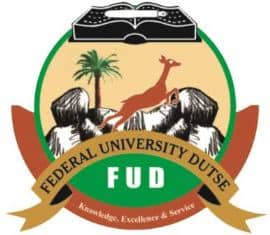 FEDERAL UNIVERSITY DUTSE
FUD
Knowledge, Excellence & Service